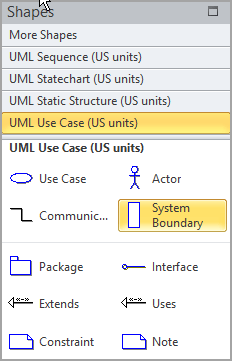 Shapes
More Shapes
UML Sequence (US units)
UML Statechart (US units)
UML Static Structure (US units)
UML Use Case (US units)
UML Use Case (US units)
Use Case
Actor
Communic...
System
Boundary
Package
Interface
Extends
Uses
Constraint
Note